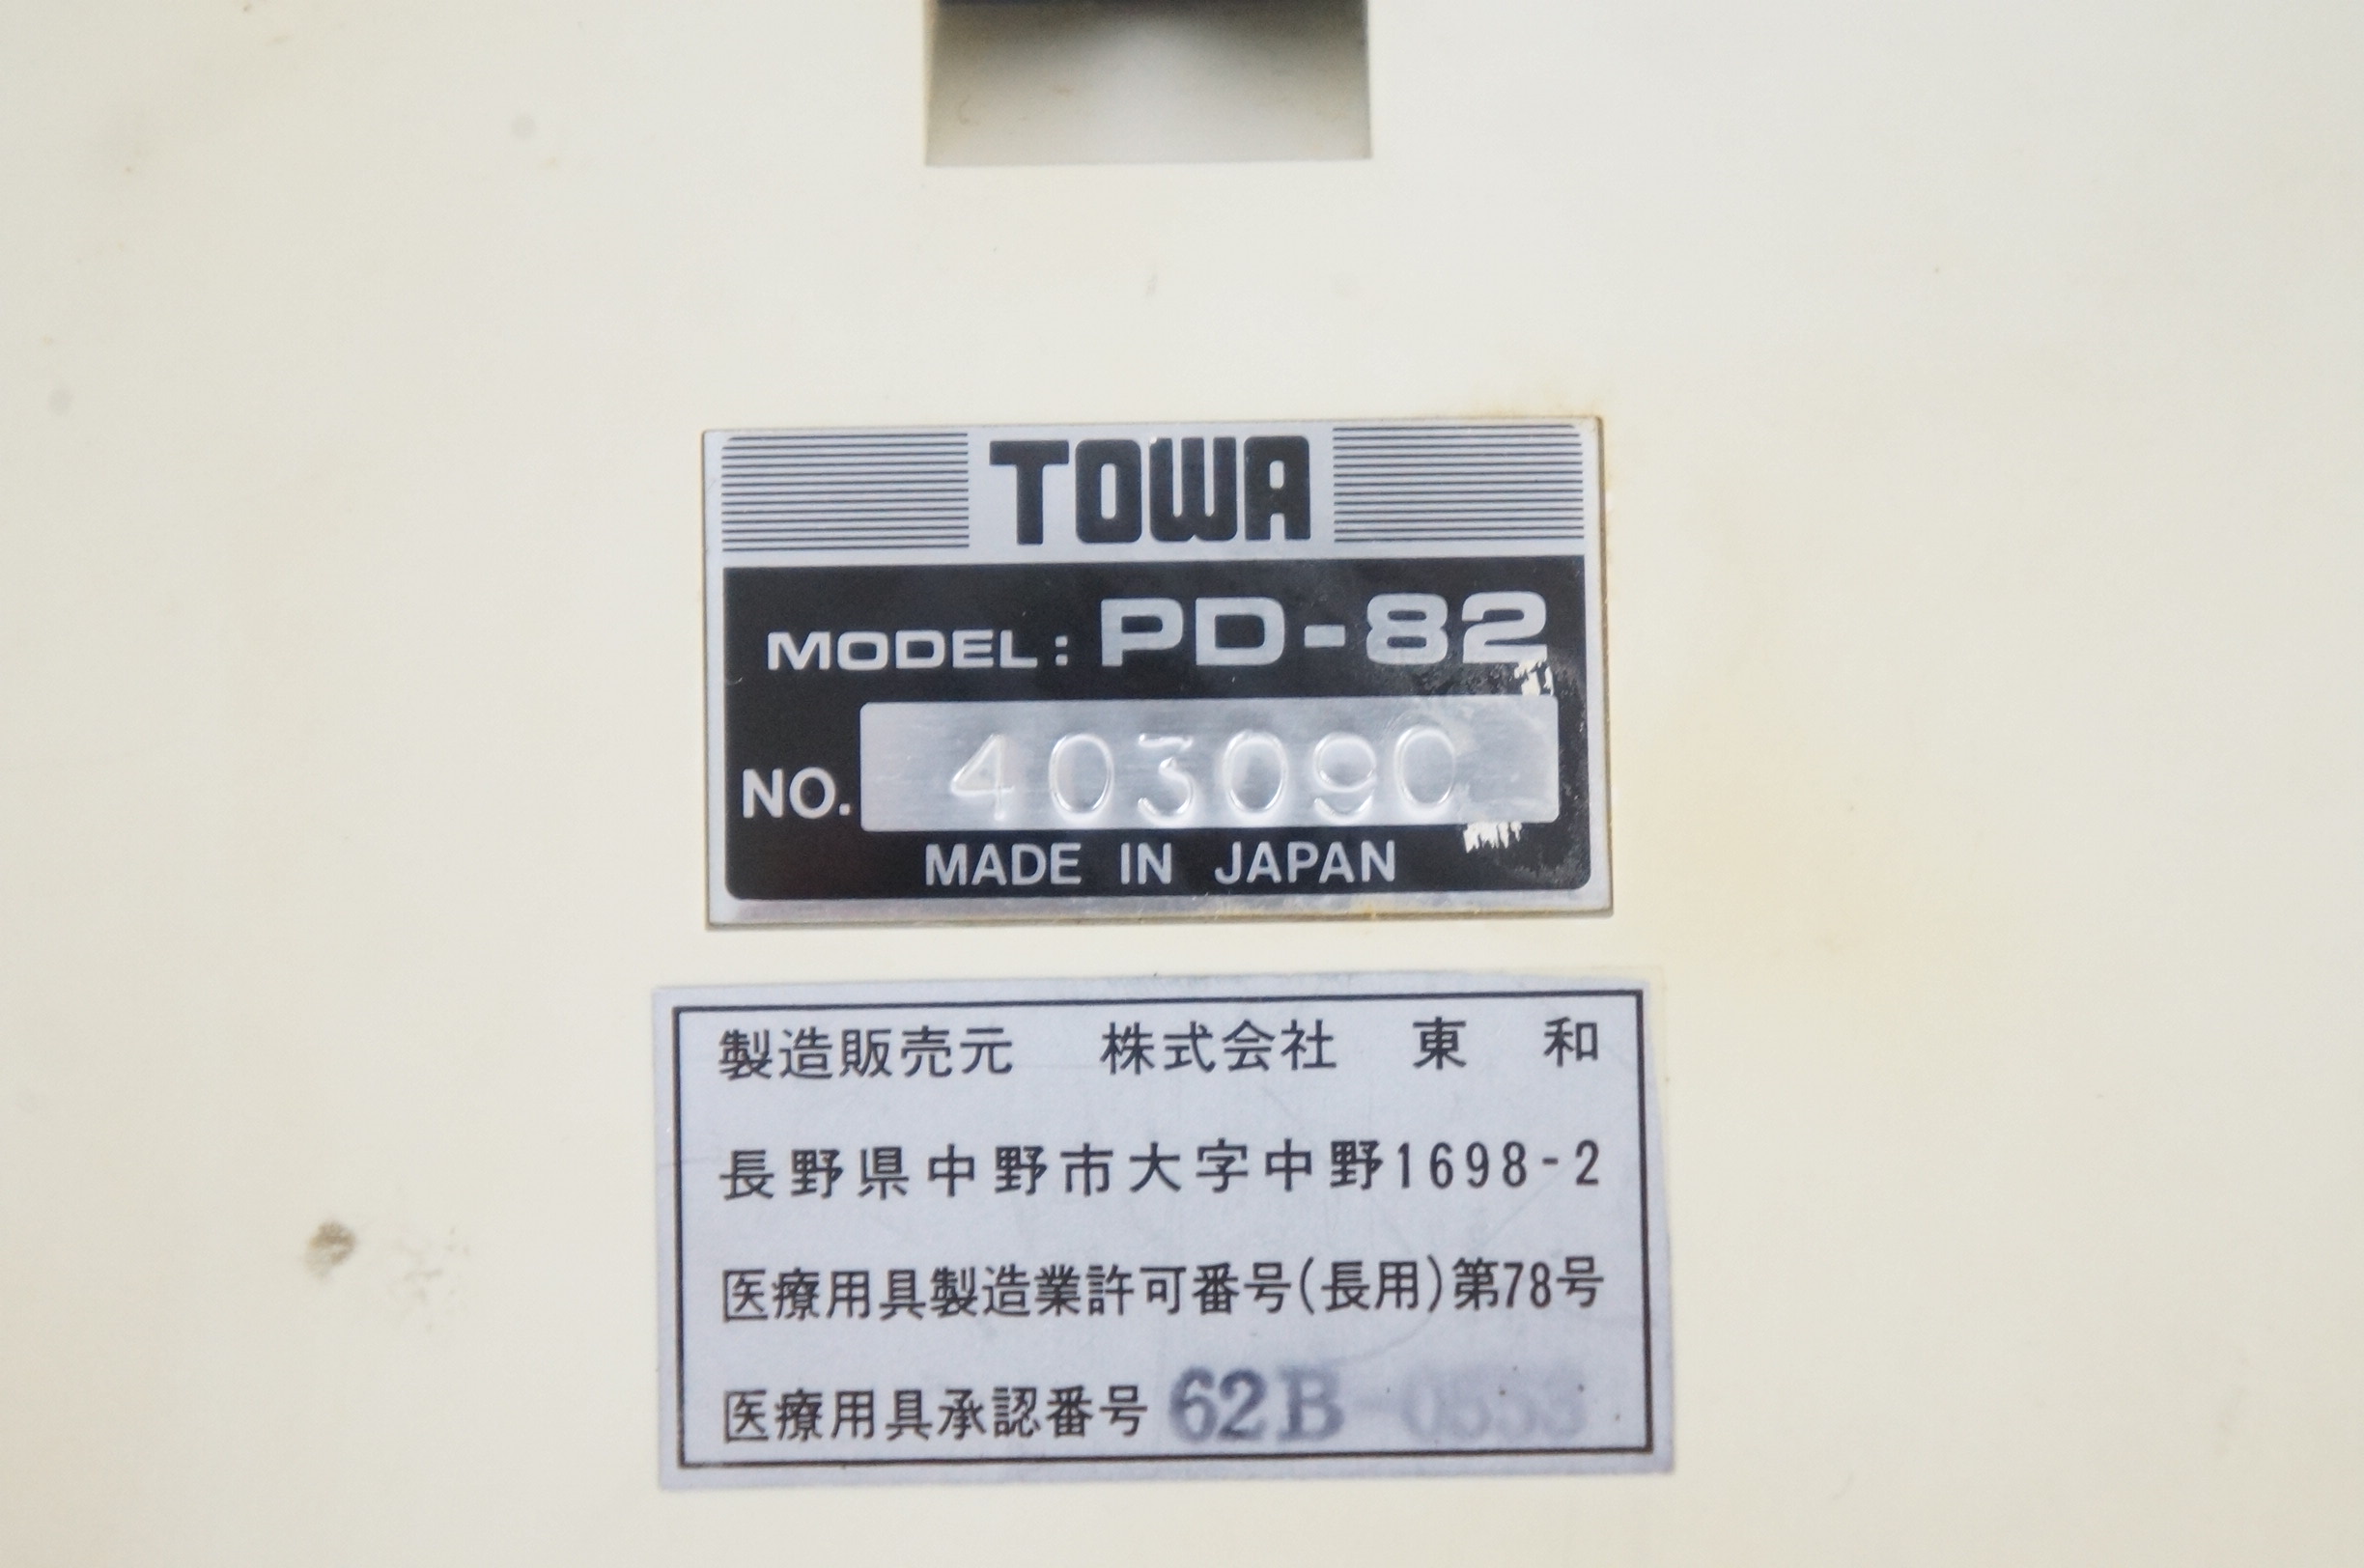 TOWA
MODEL: PD-82
NO. 403090
MADE IN JAPAN
製造販売元 株式会社 東 和
長野県中野市大字中野1698-2
医療用具製造業許可番号(長用)第78号
医療用具承認番号 62B-0553